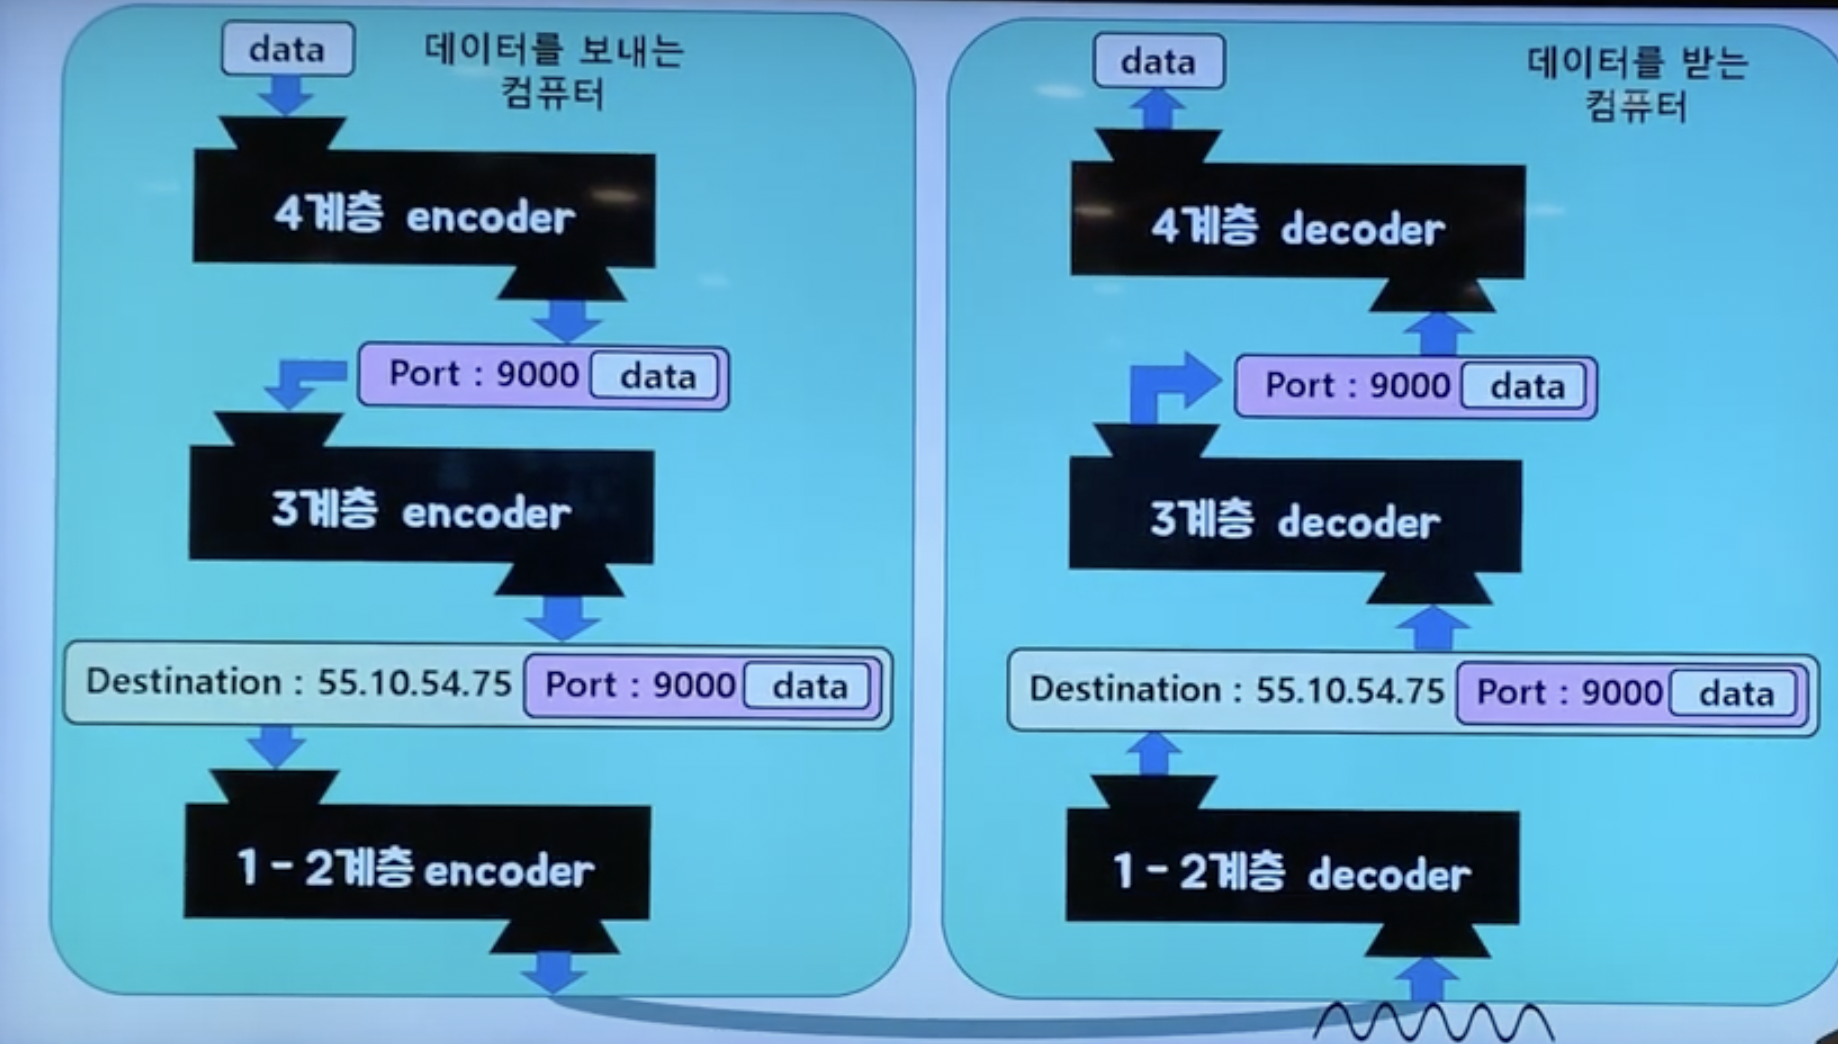 data
데이터를 보내는
컴퓨터
4계층 encoder
Port : 9000 data
3계층 encoder
Destination : 55.10.54.75 Port : 9000 data
1 - 2계층 encoder
data
데이터를 받는
컴퓨터
4계층 decoder
Port : 9000 data
3계층 decoder
Destination : 55.10.54.75 Port : 9000 data
1 - 2계층 decoder